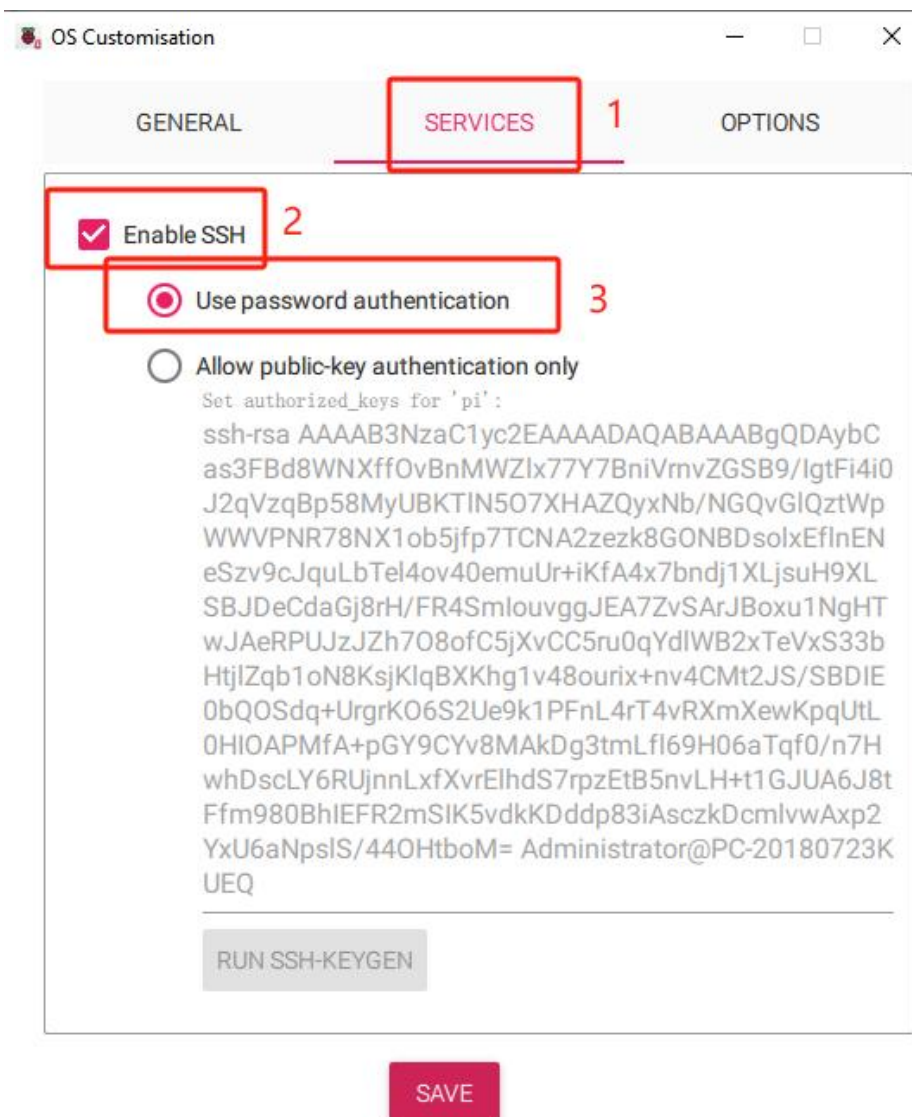 OS Customisation
GENERAL
SERVICES
1
OPTIONS
Enable SSH
2
Use password authentication
3
Allow public-key authentication only
Set authorized_keys for 'pi':
ssh-rsa AAAAB3NzaC1yc2EAAAADAQABAAABgQDAybC
as3FBd8WNXffOvBnMWZlx77Y7BniVrnvZGSB9/IgtFi4i0
J2qVzqBp58MyUBKTlN5O7XHAZQyxNb/NGQvGlQztWp
WWVPNR78NX1ob5jfp7TCNA2zezk8GONBDsolxEflnEN
eSzv9cJquLbTel4ov40emuUr+iKfA4x7bndj1XLjsuH9XL
SBJDeCdaGj8rH/FR4SmlouvggJEA7ZvSArJBoxu1NgHT
wJAeRPUJzJZh7O8ofC5jXvCC5ru0qYdlWB2xTeVxS33b
HtjlZqb1oN8KsjKlqBXKhg1v48ourix+nv4CMt2JS/SBDIE
0bQOSdq+UrgrKO6S2Ue9k1PFnL4rT4vRXmXewKpqUtL
0HIOAPMfA+pGY9CYv8MAkDg3tmLfl69H06aTqf0/n7H
whDscLY6RUjnnLxfXvrElhdS7rpzEtB5nvLH+t1GJUA6J8t
Ffm980BhIEFR2mSIK5vdkKDddp83iAsczkDcmlvwAxp2
YxU6aNpslS/44OHtboM= Administrator@PC-20180723K
UEQ
RUN SSH-KEYGEN
SAVE